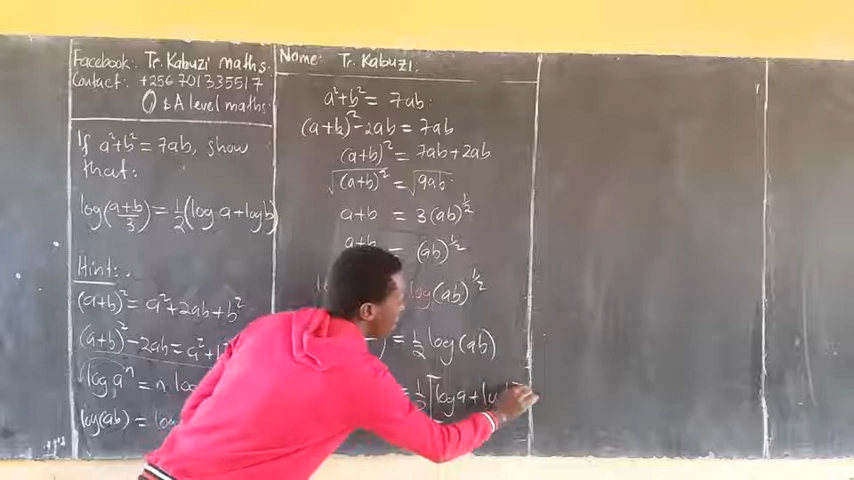 Facebook: Tr. Kabuzi maths.
Contact: +256 701335517
O & A level maths.
If a²+b² = 7ab, show
that:
log(a+b/3) = 1/2(log a + log b)
Hint:
(a+b)² = a²+2ab+b²
(a+b)² - 2ab = a²+
log aⁿ = n lo
log(ab) = lo
Name: Tr. Kabuzi.
a²+b² = 7ab
(a+b)² - 2ab = 7ab
(a+b)² = 7ab+2ab
√(a+b)² = √9ab
a+b = 3(ab)^1/2
a+b = (ab)^1/2
log(ab)^1/2
= 1/2 log(ab)
= 1/2[log a + log